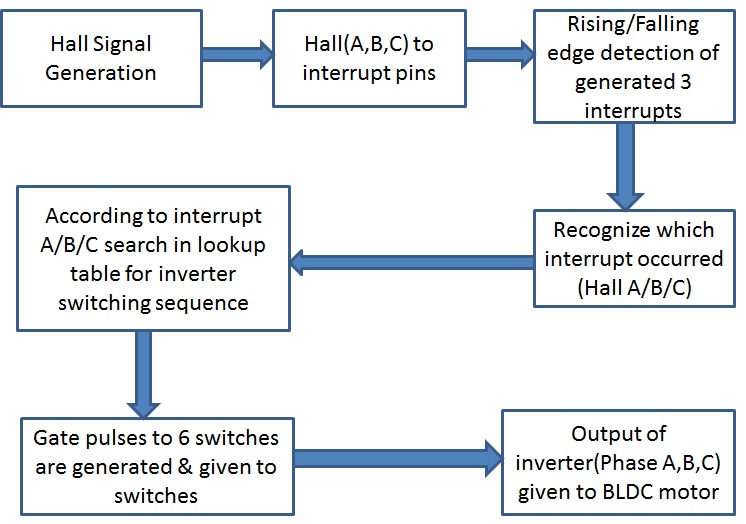 Hall Signal
Generation
Hall(A,B,C) to
interrupt pins
Rising/Falling
edge detection of
generated 3
interrupts
Recognize which
interrupt occurred
(Hall A/B/C)
According to interrupt
A/B/C search in lookup
table for inverter
switching sequence
Gate pulses to 6 switches
are generated & given to
switches
Output of
inverter(Phase A,B,C)
given to BLDC motor